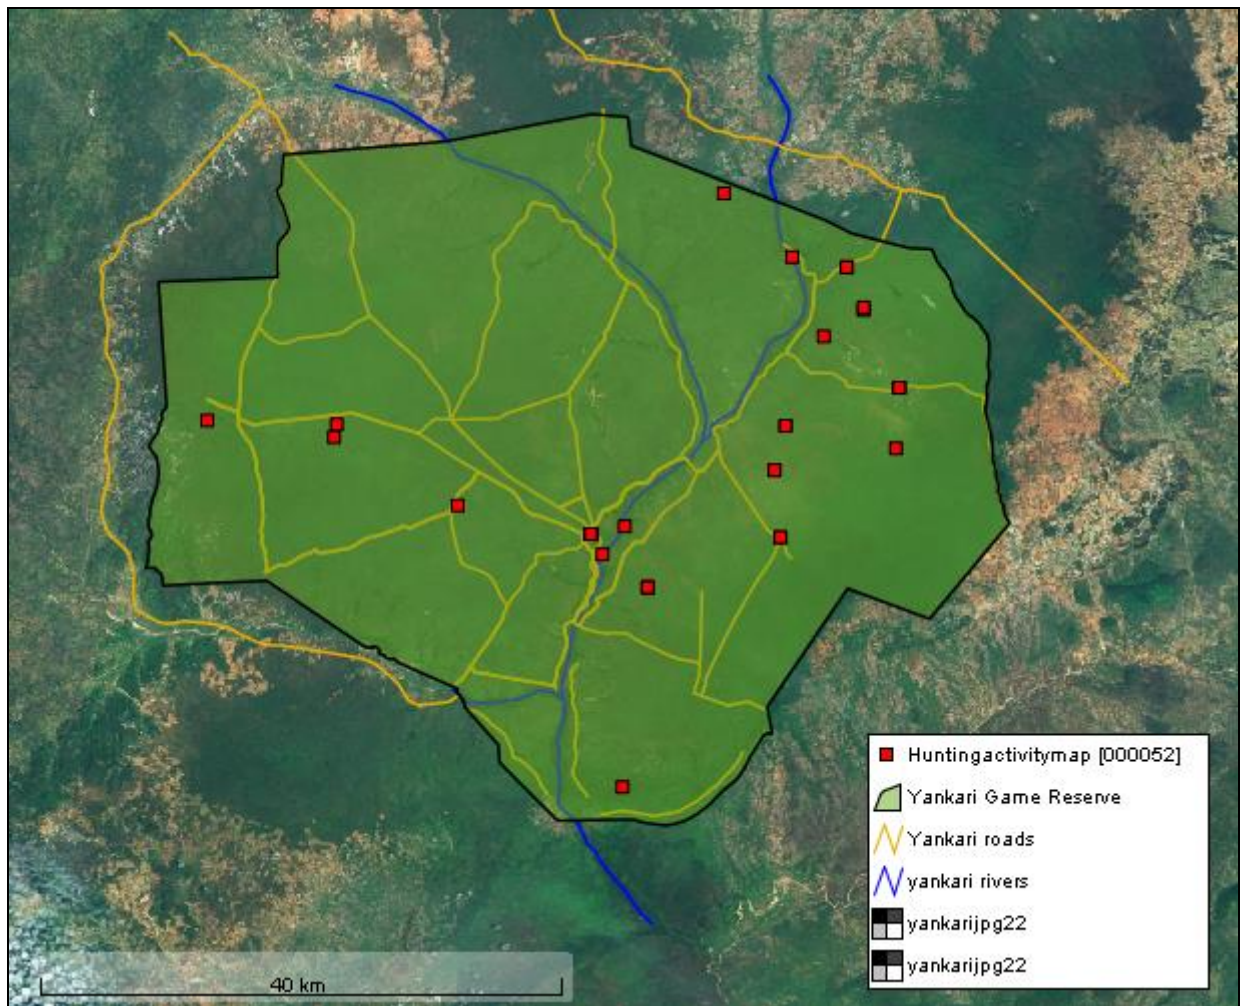 Huntingactivitymap [000052]
Yankari Game Reserve
Yankari roads
yankari rivers
yankarijpg22
yankarijpg22
40 km